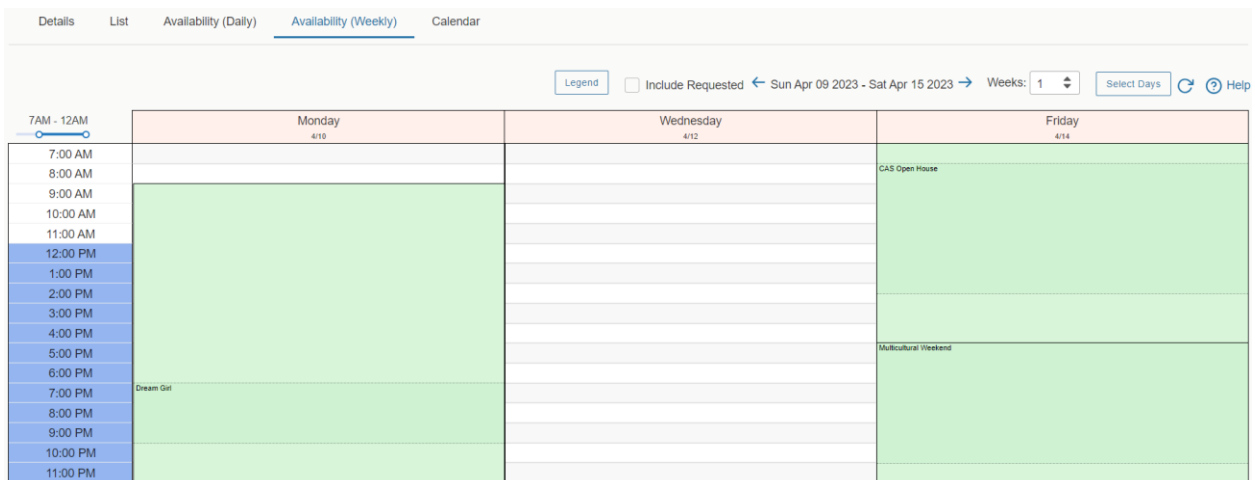 Details List Availability (Daily) Availability (Weekly) Calendar
Legend Include Requested Sun Apr 09 2023 - Sat Apr 15 2023 Weeks: 1 Select Days Help
7AM - 12AM Monday Wednesday Friday
4/10 4/12 4/14
7:00 AM
8:00 AM CAS Open House
9:00 AM
10:00 AM
11:00 AM
12:00 PM
1:00 PM
2:00 PM
3:00 PM
4:00 PM
5:00 PM Multicultural Weekend
6:00 PM
7:00 PM Dream Girl
8:00 PM
9:00 PM
10:00 PM
11:00 PM